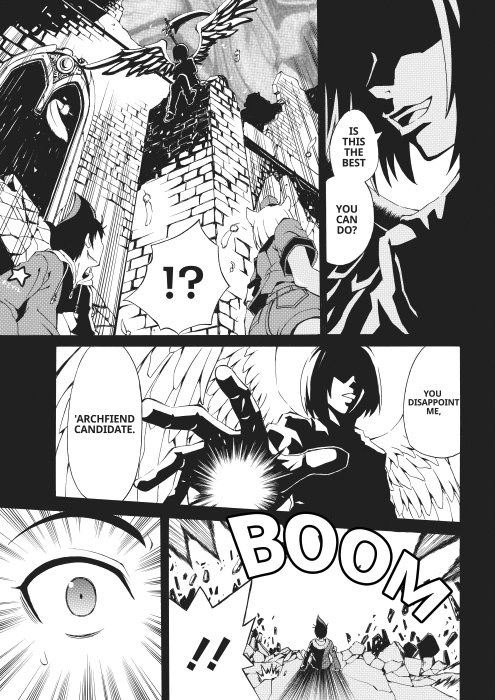 IS
THIS
THE
BEST
YOU
CAN
DO?
!?
YOU
DISAPPOINT
ME,
'ARCHFIEND
CANDIDATE.
BOOM
!!